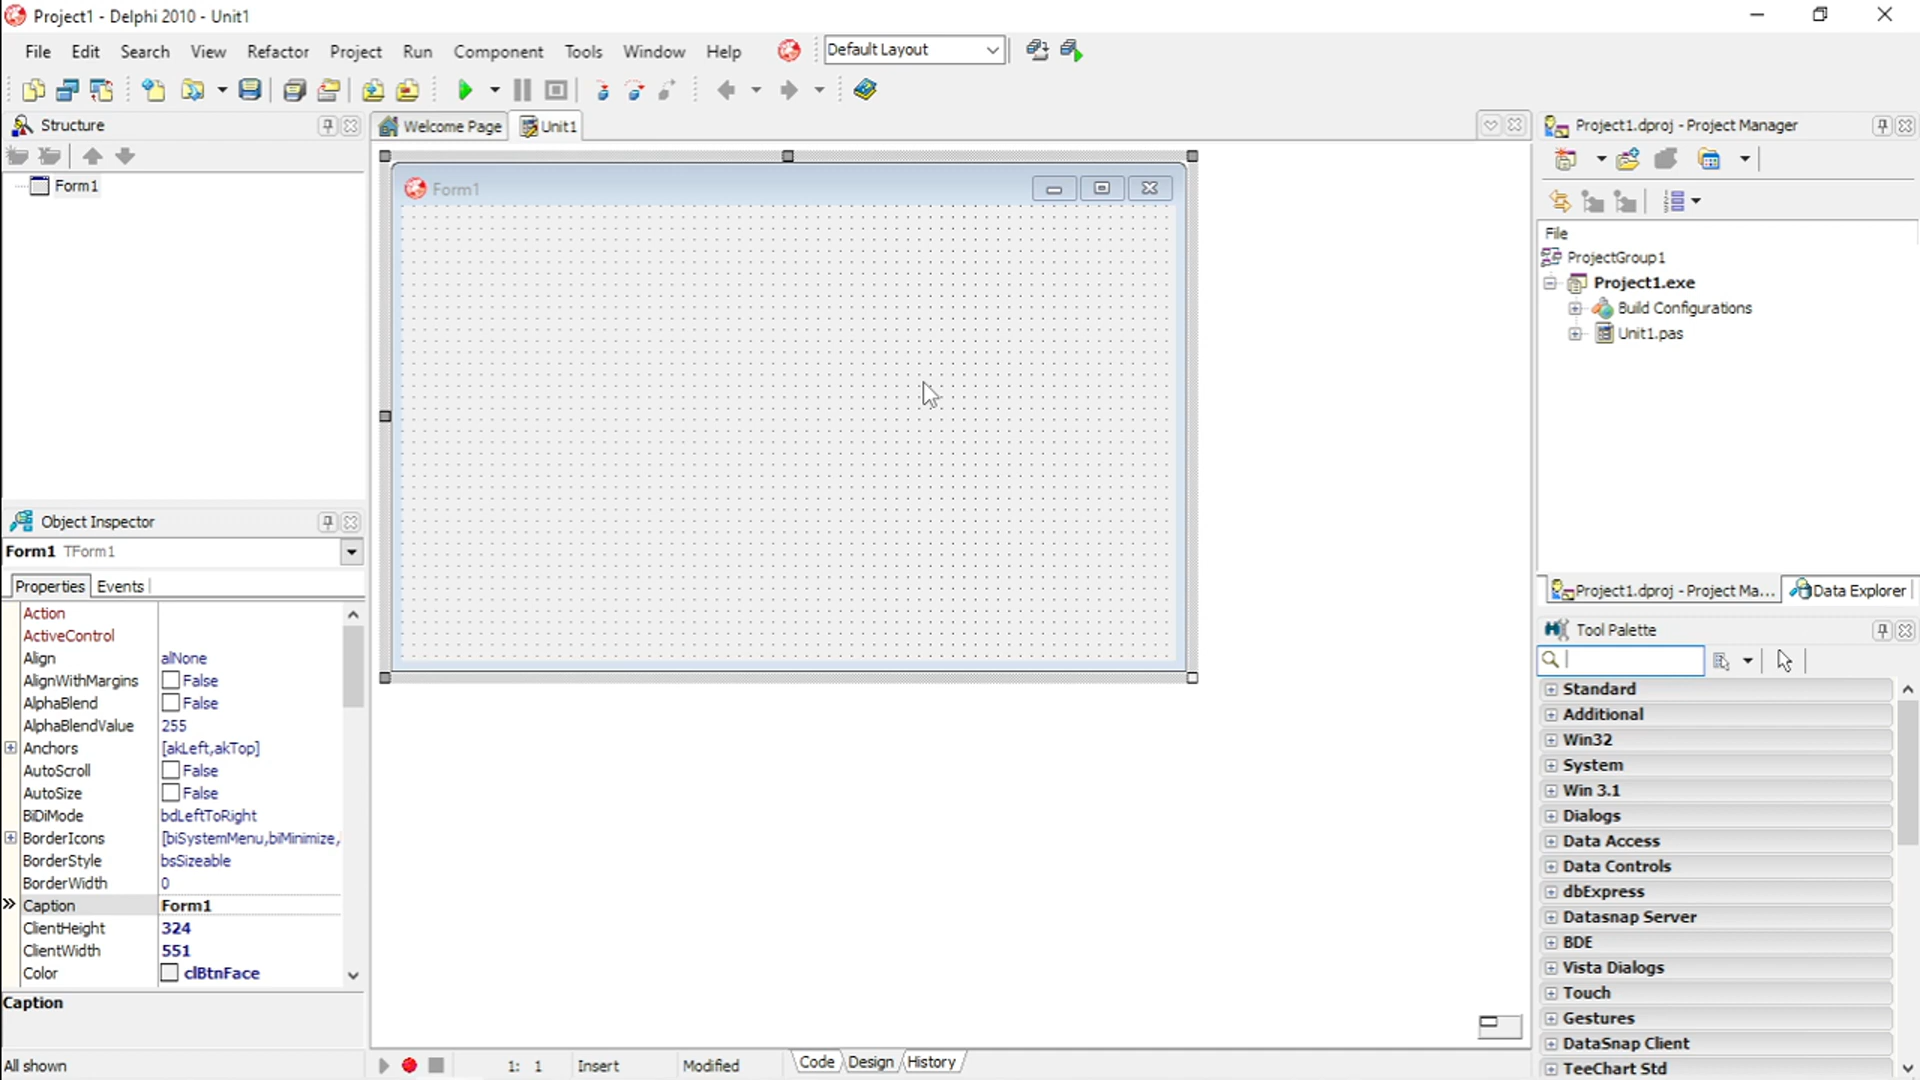 Project1 - Delphi 2010 - Unit1
File Edit Search View Refactor Project Run Component Tools Window Help Default Layout
Structure
Form1
Object Inspector
Form1 TForm1
Properties Events
Action
ActiveControl
Align alNone
AlignWithMargins False
AlphaBlend False
AlphaBlendValue 255
Anchors [akLeft,akTop]
AutoScroll False
AutoSize False
BiDiMode bdLeftToRight
BorderIcons [biSystemMenu,biMinimize,
BorderStyle bsSizeable
BorderWidth 0
Caption Form1
ClientHeight 324
ClientWidth 551
Color clBtnFace
Caption
All shown
Welcome Page Unit1
Form1
1: 1 Insert Modified Code Design History
Project1.dproj - Project Manager
File
ProjectGroup1
Project1.exe
Build Configurations
Unit1.pas
Project1.dproj - Project Ma... Data Explorer
Tool Palette
Standard
Additional
Win32
System
Win 3.1
Dialogs
Data Access
Data Controls
dbExpress
Datasnap Server
BDE
Vista Dialogs
Touch
Gestures
DataSnap Client
TeeChart Std